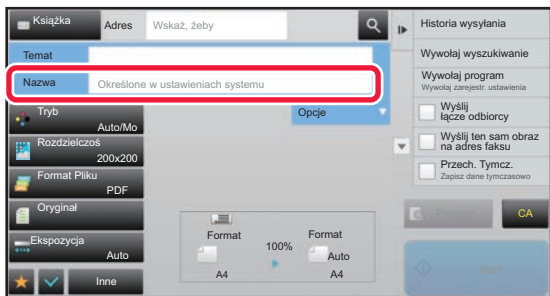 Książka
Adres
Wskaż, żeby
Temat
Nazwa
Określone w ustawieniach systemu
Tryb
Auto/Mo
Opcje
Rozdzielczoś
200x200
Format Pliku
PDF
Oryginał
Ekspozycja
Auto
Inne
Format
A4
100%
Format
Auto
A4
Historia wysyłania
Wywołaj wyszukiwanie
Wywołaj program
Wywołaj zarejestr. ustawienia
Wyślij
łącze odbiorcy
Wyślij ten sam obraz
na adres faksu
Przech. Tymcz.
Zapisz dane tymczasowo
CA
Start